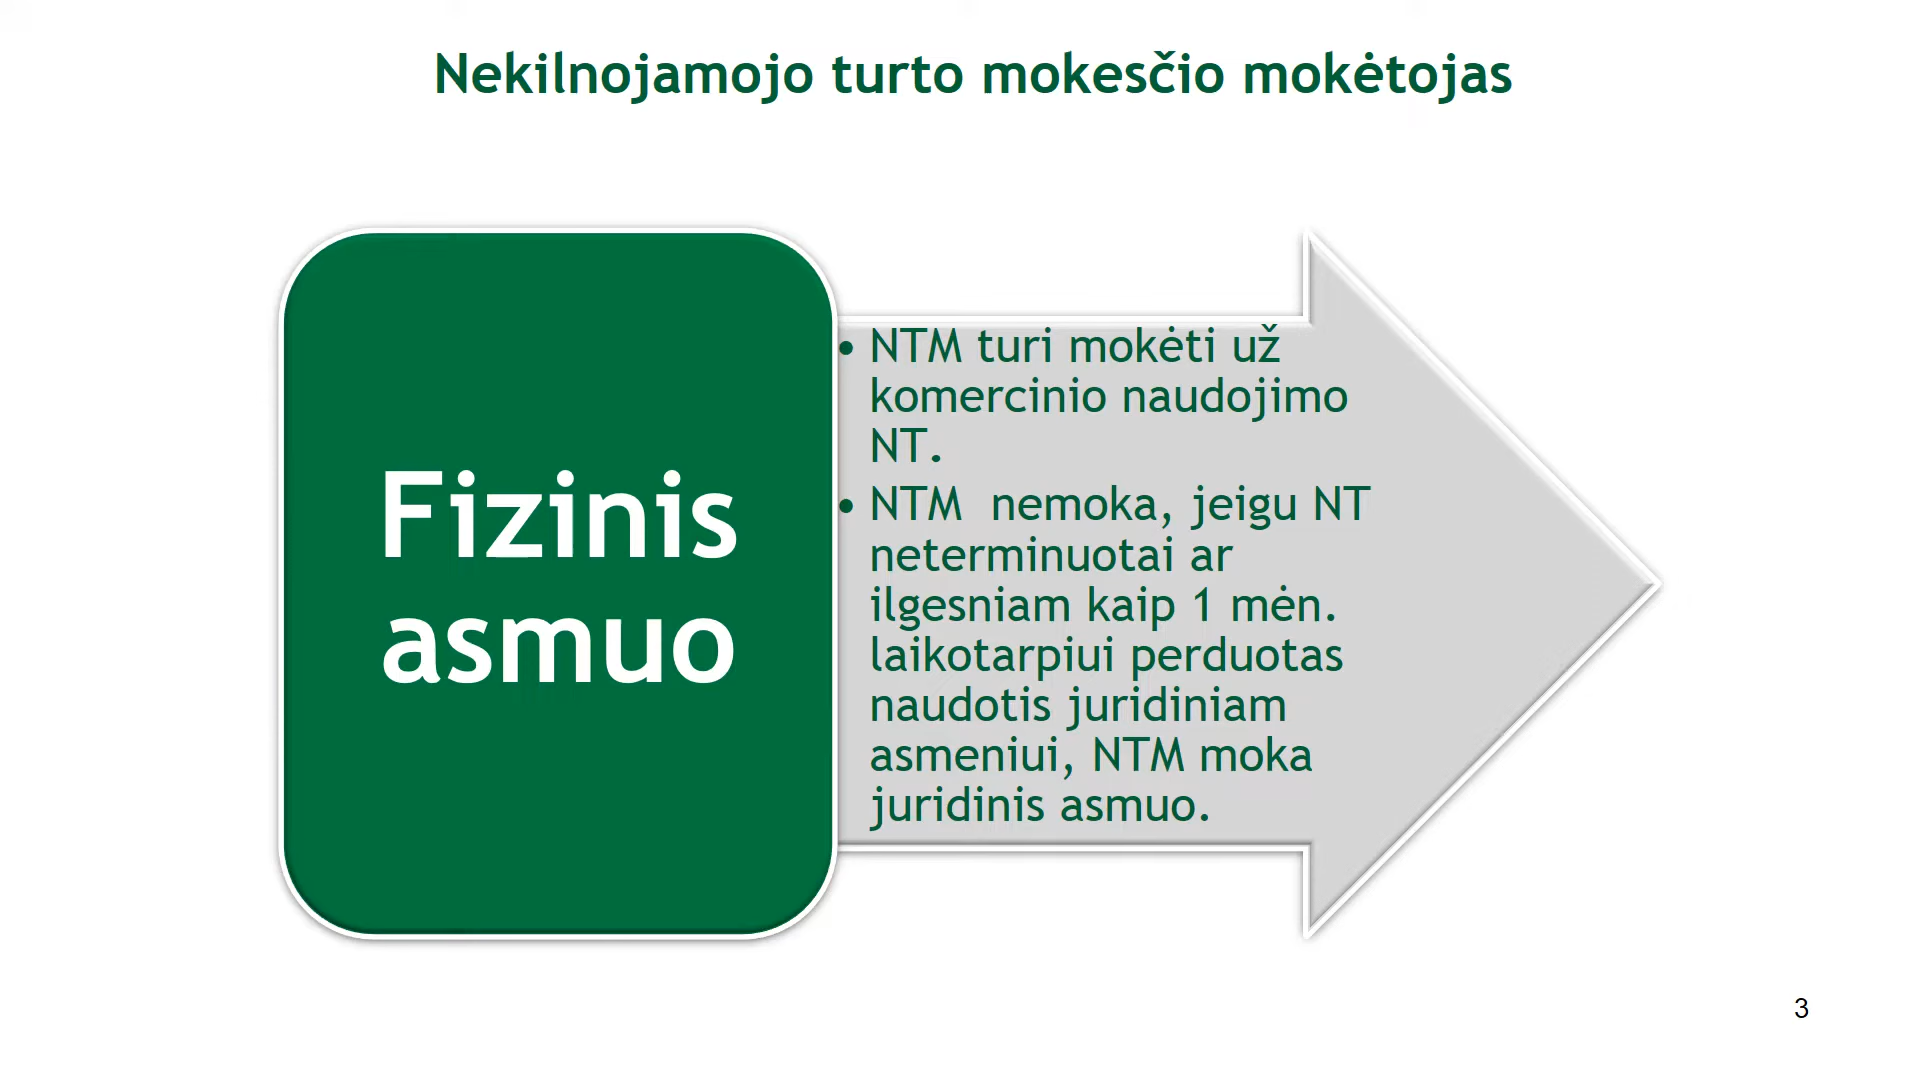 Nekilnojamojo turto mokesčio mokėtojas
Fizinis
asmuo
• NTM turi mokėti už
komercinio naudojimo
NT.
• NTM  nemoka, jeigu NT
neterminuotai ar
ilgesniam kaip 1 mėn.
laikotarpiui perduotas
naudotis juridiniam
asmeniui, NTM moka
juridinis asmuo.
3